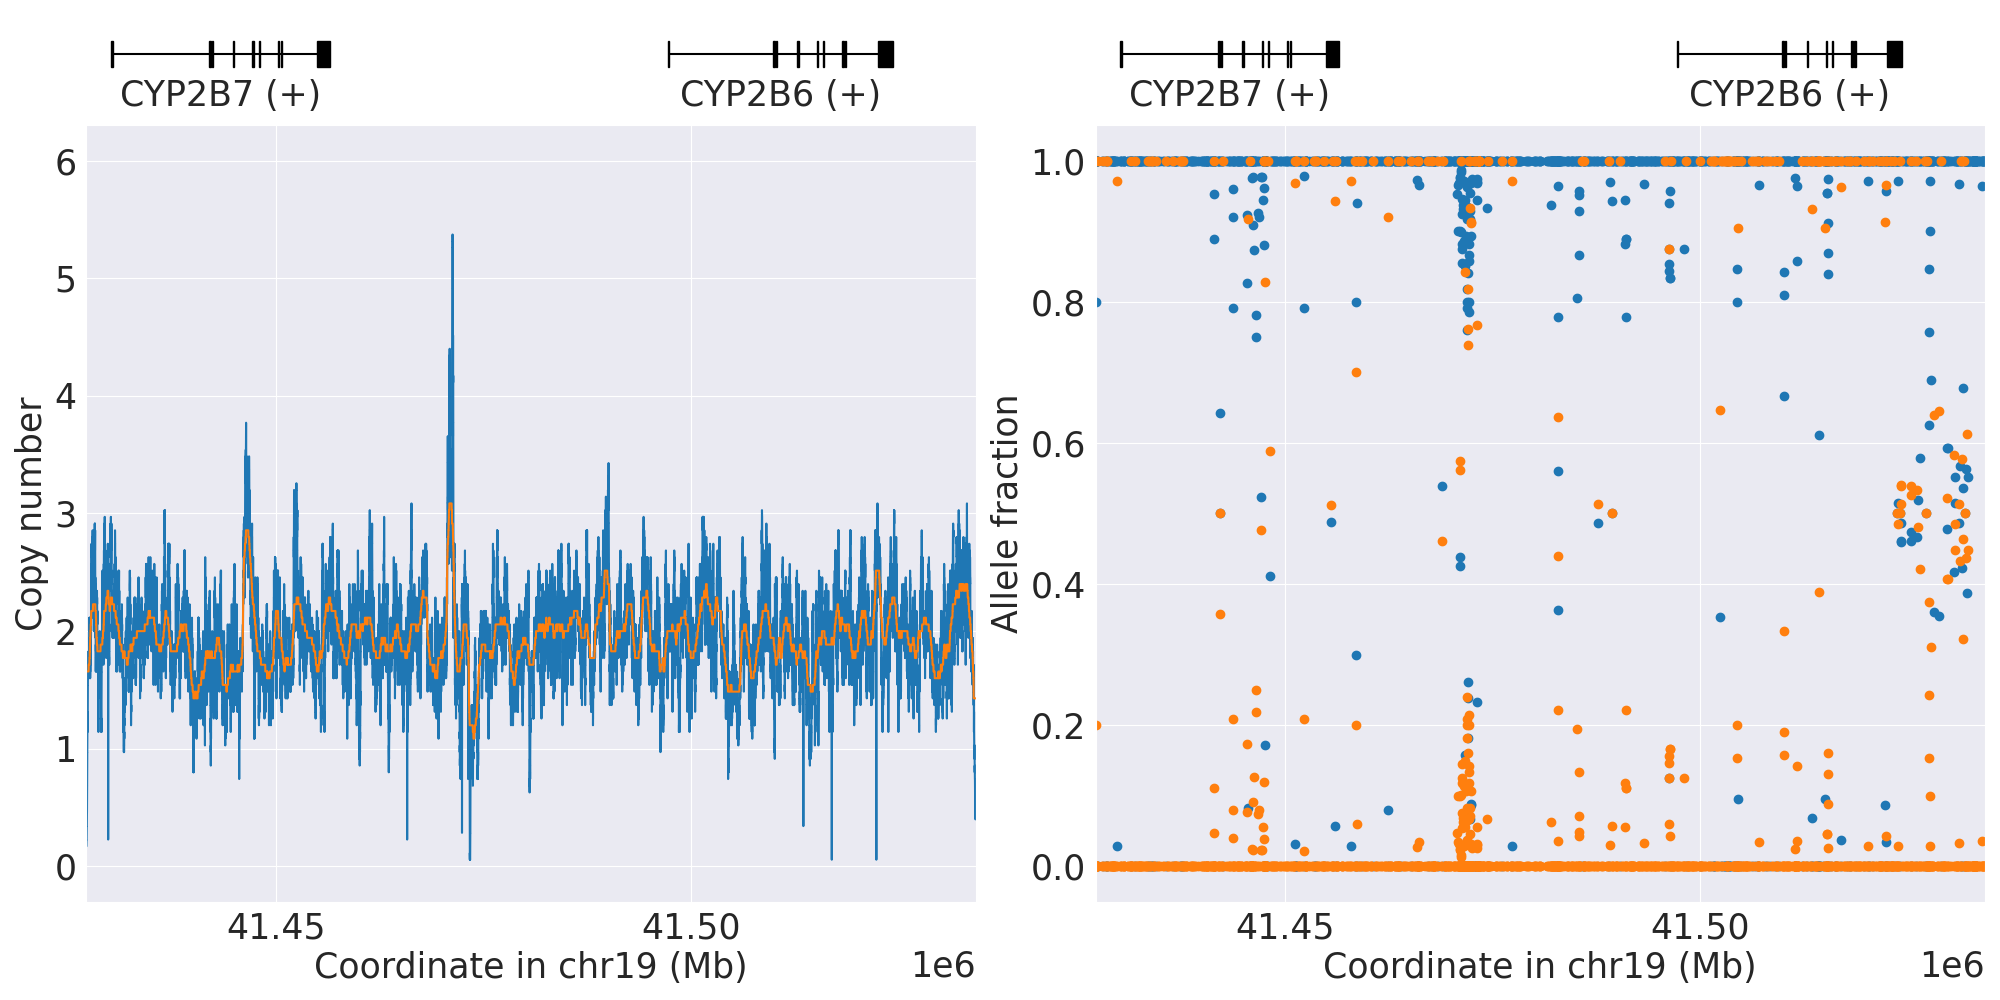 CYP2B7 (+)
CYP2B6 (+)
6
5
4
3
2
1
0
Copy number
41.45
41.50
Coordinate in chr19 (Mb)
1e6
CYP2B7 (+)
CYP2B6 (+)
1.0
0.8
0.6
0.4
0.2
0.0
Allele fraction
41.45
41.50
Coordinate in chr19 (Mb)
1e6